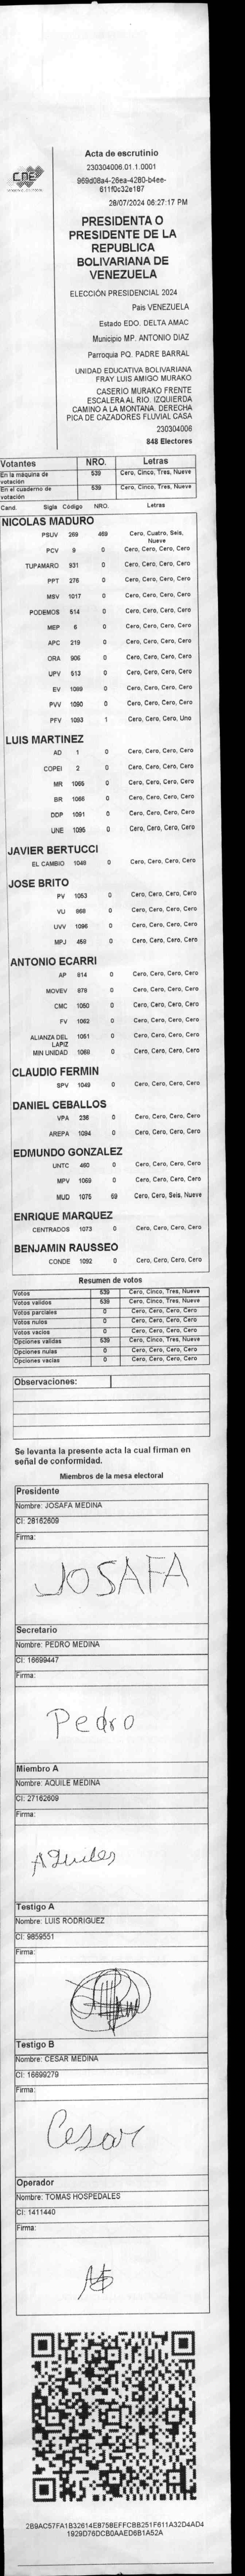 CNE
Acta de escrutinio
230304006.01.1.0001
969d08a4-26ea-4280-b4ee-
611f0c32e187
28/07/2024 06:27:17 PM
PRESIDENTA O
PRESIDENTE DE LA
REPUBLICA
BOLIVARIANA DE
VENEZUELA
ELECCIÓN PRESIDENCIAL 2024
País VENEZUELA
Estado EDO. DELTA AMAC
Municipio MP. ANTONIO DIAZ
Parroquia PQ. PADRE BARRAL
UNIDAD EDUCATIVA BOLIVARIANA
FRAY LUIS AMIGO MURAKO
CASERIO MURAKO FRENTE
ESCALERA AL RIO. IZQUIERDA
CAMINO A LA MONTANA. DERECHA
PICA DE CAZADORES FLUVIAL CASA
230304006
848 Electores
Votantes NRO. Letras
En la máquina de votación 539 Cero, Cinco, Tres, Nueve
En el cuaderno de votación 539 Cero, Cinco, Tres, Nueve
Cand. Sigla Código NRO. Letras
NICOLAS MADURO
PSUV 269 469 Cero, Cuatro, Seis, Nueve
PCV 9 0 Cero, Cero, Cero, Cero
TUPAMARO 931 0 Cero, Cero, Cero, Cero
PPT 276 0 Cero, Cero, Cero, Cero
MSV 1017 0 Cero, Cero, Cero, Cero
PODEMOS 514 0 Cero, Cero, Cero, Cero
MEP 6 0 Cero, Cero, Cero, Cero
APC 219 0 Cero, Cero, Cero, Cero
ORA 906 0 Cero, Cero, Cero, Cero
UPV 513 0 Cero, Cero, Cero, Cero
EV 1089 0 Cero, Cero, Cero, Cero
PVV 1090 0 Cero, Cero, Cero, Cero
PFV 1093 1 Cero, Cero, Cero, Uno
LUIS MARTINEZ
AD 1 0 Cero, Cero, Cero, Cero
COPEI 2 0 Cero, Cero, Cero, Cero
MR 1065 0 Cero, Cero, Cero, Cero
BR 1066 0 Cero, Cero, Cero, Cero
DDP 1091 0 Cero, Cero, Cero, Cero
UNE 1095 0 Cero, Cero, Cero, Cero
JAVIER BERTUCCI
EL CAMBIO 1048 0 Cero, Cero, Cero, Cero
JOSE BRITO
PV 1053 0 Cero, Cero, Cero, Cero
VU 868 0 Cero, Cero, Cero, Cero
UVV 1096 0 Cero, Cero, Cero, Cero
MPJ 458 0 Cero, Cero, Cero, Cero
ANTONIO ECARRI
AP 814 0 Cero, Cero, Cero, Cero
MOVEV 878 0 Cero, Cero, Cero, Cero
CMC 1050 0 Cero, Cero, Cero, Cero
FV 1062 0 Cero, Cero, Cero, Cero
ALIANZA DEL LAPIZ 1051 0 Cero, Cero, Cero, Cero
MIN UNIDAD 1068 0 Cero, Cero, Cero, Cero
CLAUDIO FERMIN
SPV 1049 0 Cero, Cero, Cero, Cero
DANIEL CEBALLOS
VPA 236 0 Cero, Cero, Cero, Cero
AREPA 1094 0 Cero, Cero, Cero, Cero
EDMUNDO GONZALEZ
UNTC 460 0 Cero, Cero, Cero, Cero
MPV 1069 0 Cero, Cero, Cero, Cero
MUD 1075 69 Cero, Cero, Seis, Nueve
ENRIQUE MARQUEZ
CENTRADOS 1073 0 Cero, Cero, Cero, Cero
BENJAMIN RAUSSEO
CONDE 1092 0 Cero, Cero, Cero, Cero
Resumen de votos
Votos 539 Cero, Cinco, Tres, Nueve
Votos validos 539 Cero, Cinco, Tres, Nueve
Votos parciales 0 Cero, Cero, Cero, Cero
Votos nulos 0 Cero, Cero, Cero, Cero
Votos vacios 0 Cero, Cero, Cero, Cero
Opciones validas 539 Cero, Cinco, Tres, Nueve
Opciones nulas 0 Cero, Cero, Cero, Cero
Opciones vacias 0 Cero, Cero, Cero, Cero
Observaciones:
Se levanta la presente acta la cual firman en
señal de conformidad.
Miembros de la mesa electoral
Presidente
Nombre: JOSAFA MEDINA
CI: 28162609
Firma:
JOSAFA
Secretario
Nombre: PEDRO MEDINA
CI: 16699447
Firma:
Pedro
Miembro A
Nombre: AQUILE MEDINA
CI: 27162609
Firma:
Aquiles
Testigo A
Nombre: LUIS RODRIGUEZ
CI: 9859551
Firma:
Testigo B
Nombre: CESAR MEDINA
CI: 16699279
Firma:
Cesar
Operador
Nombre: TOMAS HOSPEDALES
CI: 1411440
Firma:
2B9AC57FA1B32614E8758EFFCBB251F611A32D4AD4
1929D76DCB0AAED6B1A52A